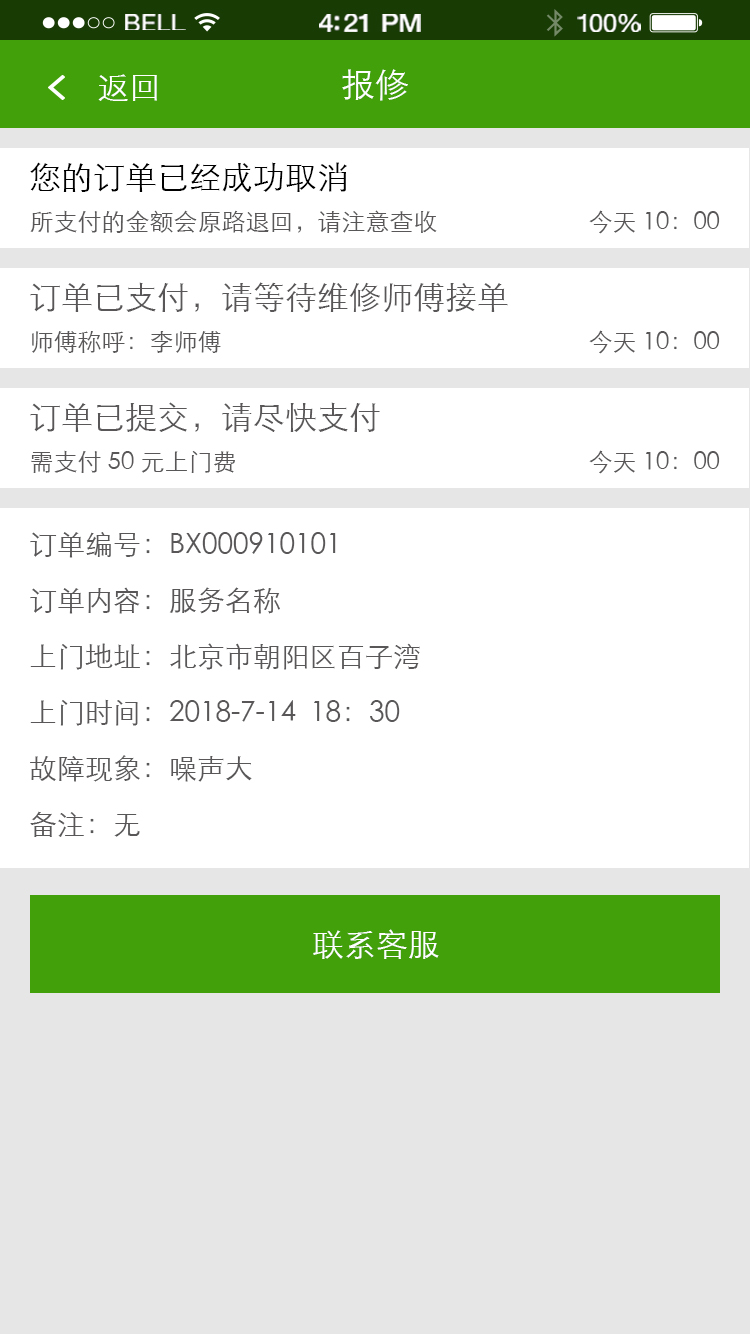 BELL 4:21 PM 100%
返回 报修
您的订单已经成功取消
所支付的金额会原路退回，请注意查收 今天 10：00
订单已支付，请等待维修师傅接单
师傅称呼：李师傅 今天 10：00
订单已提交，请尽快支付
需支付 50 元上门费 今天 10：00
订单编号：BX000910101
订单内容：服务名称
上门地址：北京市朝阳区百子湾
上门时间：2018-7-14 18：30
故障现象：噪声大
备注：无
联系客服